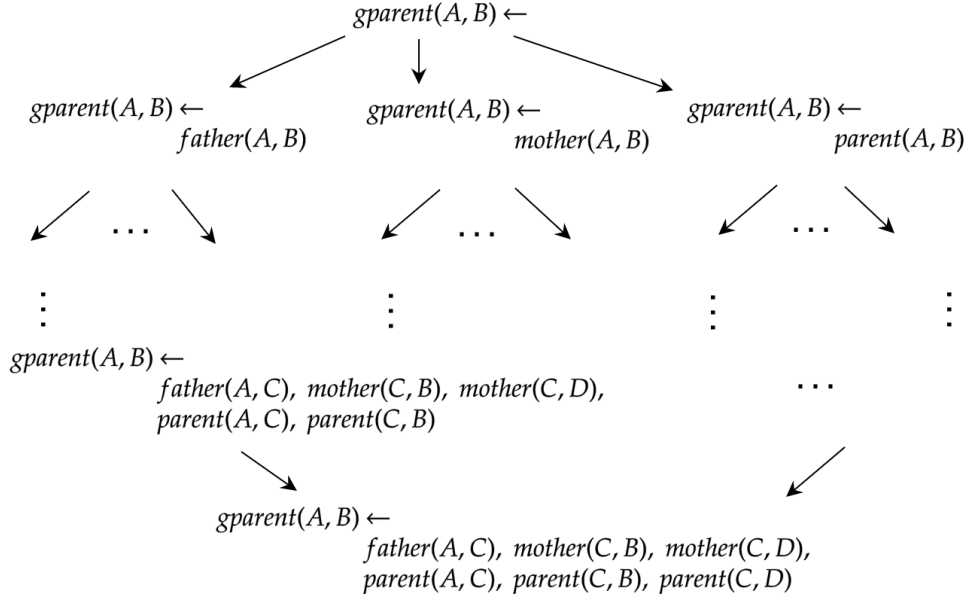 gparent(A, B) ←
gparent(A, B) ←
father(A, B)
gparent(A, B) ←
mother(A, B)
gparent(A, B) ←
parent(A, B)
. . .
. . .
. . .
⋮
⋮
⋮
⋮
gparent(A, B) ←
father(A, C), mother(C, B), mother(C, D),
parent(A, C), parent(C, B)
. . .
gparent(A, B) ←
father(A, C), mother(C, B), mother(C, D),
parent(A, C), parent(C, B), parent(C, D)